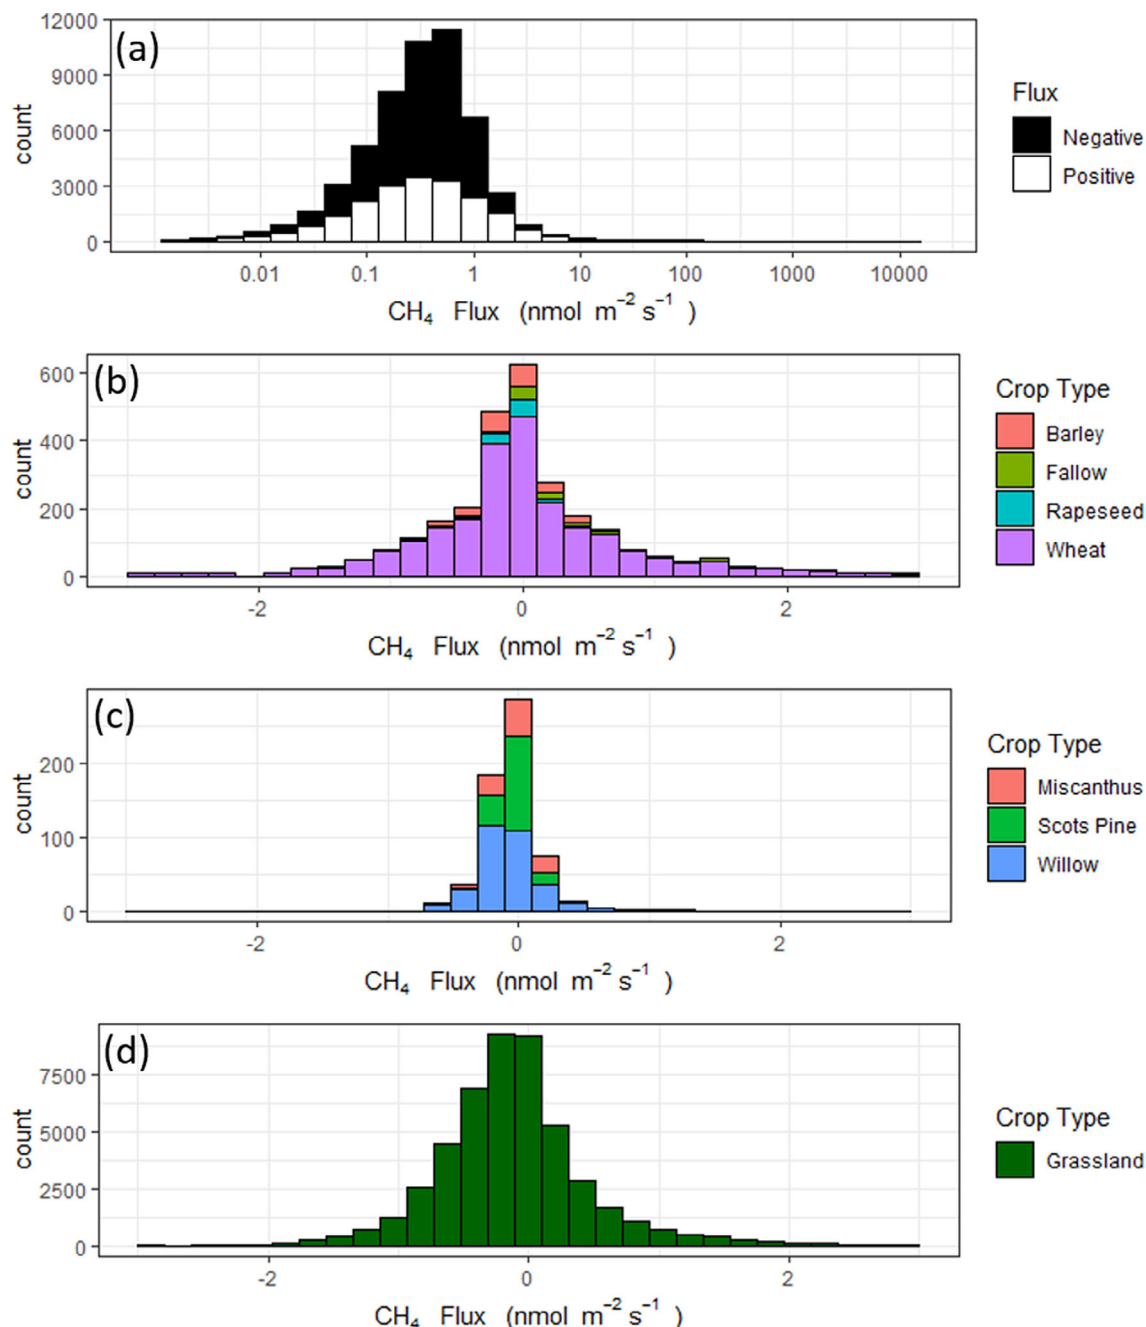 (a)
12000
9000
6000
3000
0
count
0.01 0.1 1 10 100 1000 10000
CH₄ Flux (nmol m⁻² s⁻¹ )
Flux
Negative
Positive
(b)
600
400
200
0
count
-2 0 2
CH₄ Flux (nmol m⁻² s⁻¹ )
Crop Type
Barley
Fallow
Rapeseed
Wheat
(c)
200
100
0
count
-2 0 2
CH₄ Flux (nmol m⁻² s⁻¹ )
Crop Type
Miscanthus
Scots Pine
Willow
(d)
7500
5000
2500
0
count
-2 0 2
CH₄ Flux (nmol m⁻² s⁻¹ )
Crop Type
Grassland